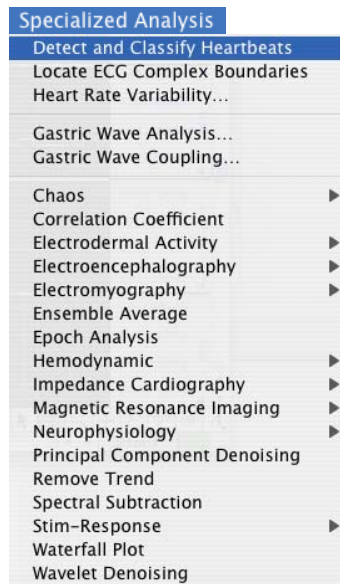 Specialized Analysis
Detect and Classify Heartbeats
Locate ECG Complex Boundaries
Heart Rate Variability...
Gastric Wave Analysis...
Gastric Wave Coupling...
Chaos
Correlation Coefficient
Electrodermal Activity
Electroencephalography
Electromyography
Ensemble Average
Epoch Analysis
Hemodynamic
Impedance Cardiography
Magnetic Resonance Imaging
Neurophysiology
Principal Component Denoising
Remove Trend
Spectral Subtraction
Stim-Response
Waterfall Plot
Wavelet Denoising